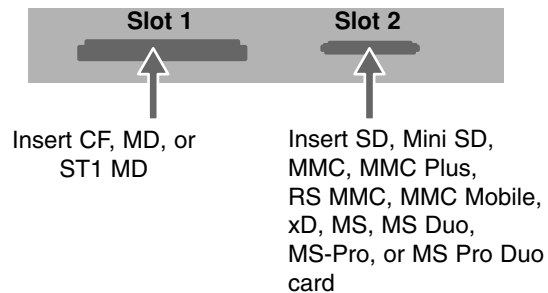 Slot 1
Slot 2
Insert CF, MD, or
ST1 MD
Insert SD, Mini SD,
MMC, MMC Plus,
RS MMC, MMC Mobile,
xD, MS, MS Duo,
MS-Pro, or MS Pro Duo
card